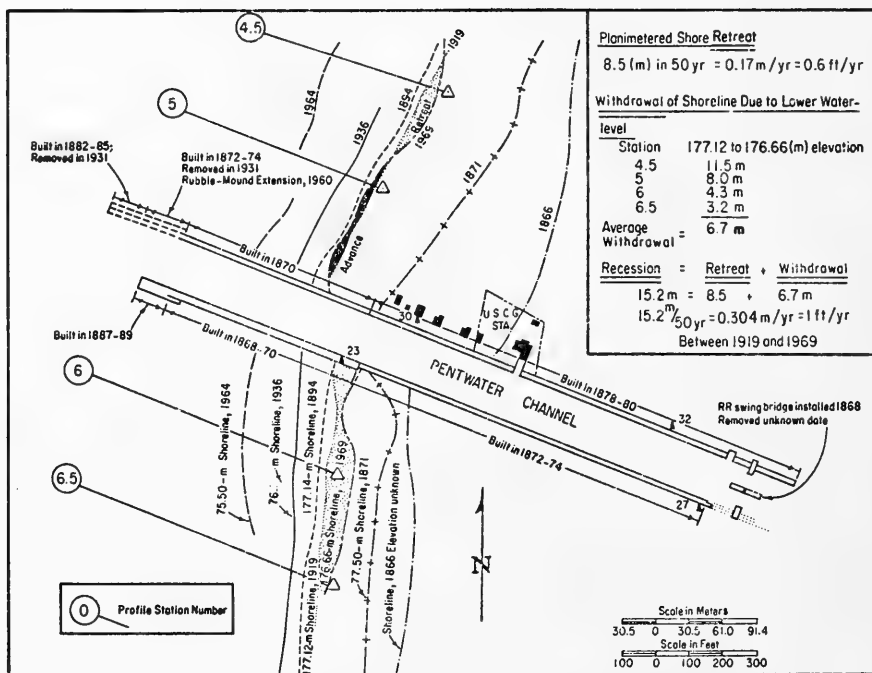 4.5
5
1964
1936
1894
1919
Retreat
1969
1871
1866
Advance
Built in 1882-85;
Removed in 1931
Built in 1872-74
Removed in 1931
Rubble-Mound Extension, 1960
Built in 1870
Planimetered Shore Retreat
8.5 (m) in 50 yr = 0.17 m/yr = 0.6 ft/yr
Withdrawal of Shoreline Due to Lower Water-
level
Station 177.12 to 176.66 (m) elevation
4.5 11.5 m
5 8.0 m
6 4.3 m
6.5 3.2 m
Average Withdrawal = 6.7 m
Recession = Retreat + Withdrawal
15.2 m = 8.5 + 6.7 m
15.2 m/50 yr = 0.304 m/yr = 1 ft/yr
Between 1919 and 1969
30
U S C G
STA.
Built in 1887-89
Built in 1868-70
23
PENTWATER CHANNEL
Built in 1878-80
32
RR swing bridge installed 1868
Removed unknown date
Built in 1872-74
27
6
6.5
75.50-m Shoreline, 1964
Shoreline, 1936
177.14-m Shoreline, 1894
177.12-m Shoreline, 1919
176.66-m Shoreline, 1969
77.50-m Shoreline, 1871
Shoreline, 1866 Elevation unknown
N
0 Profile Station Number
Scale in Meters
30.5 0 30.5 61.0 91.4
Scale in Feet
100 0 100 200 300